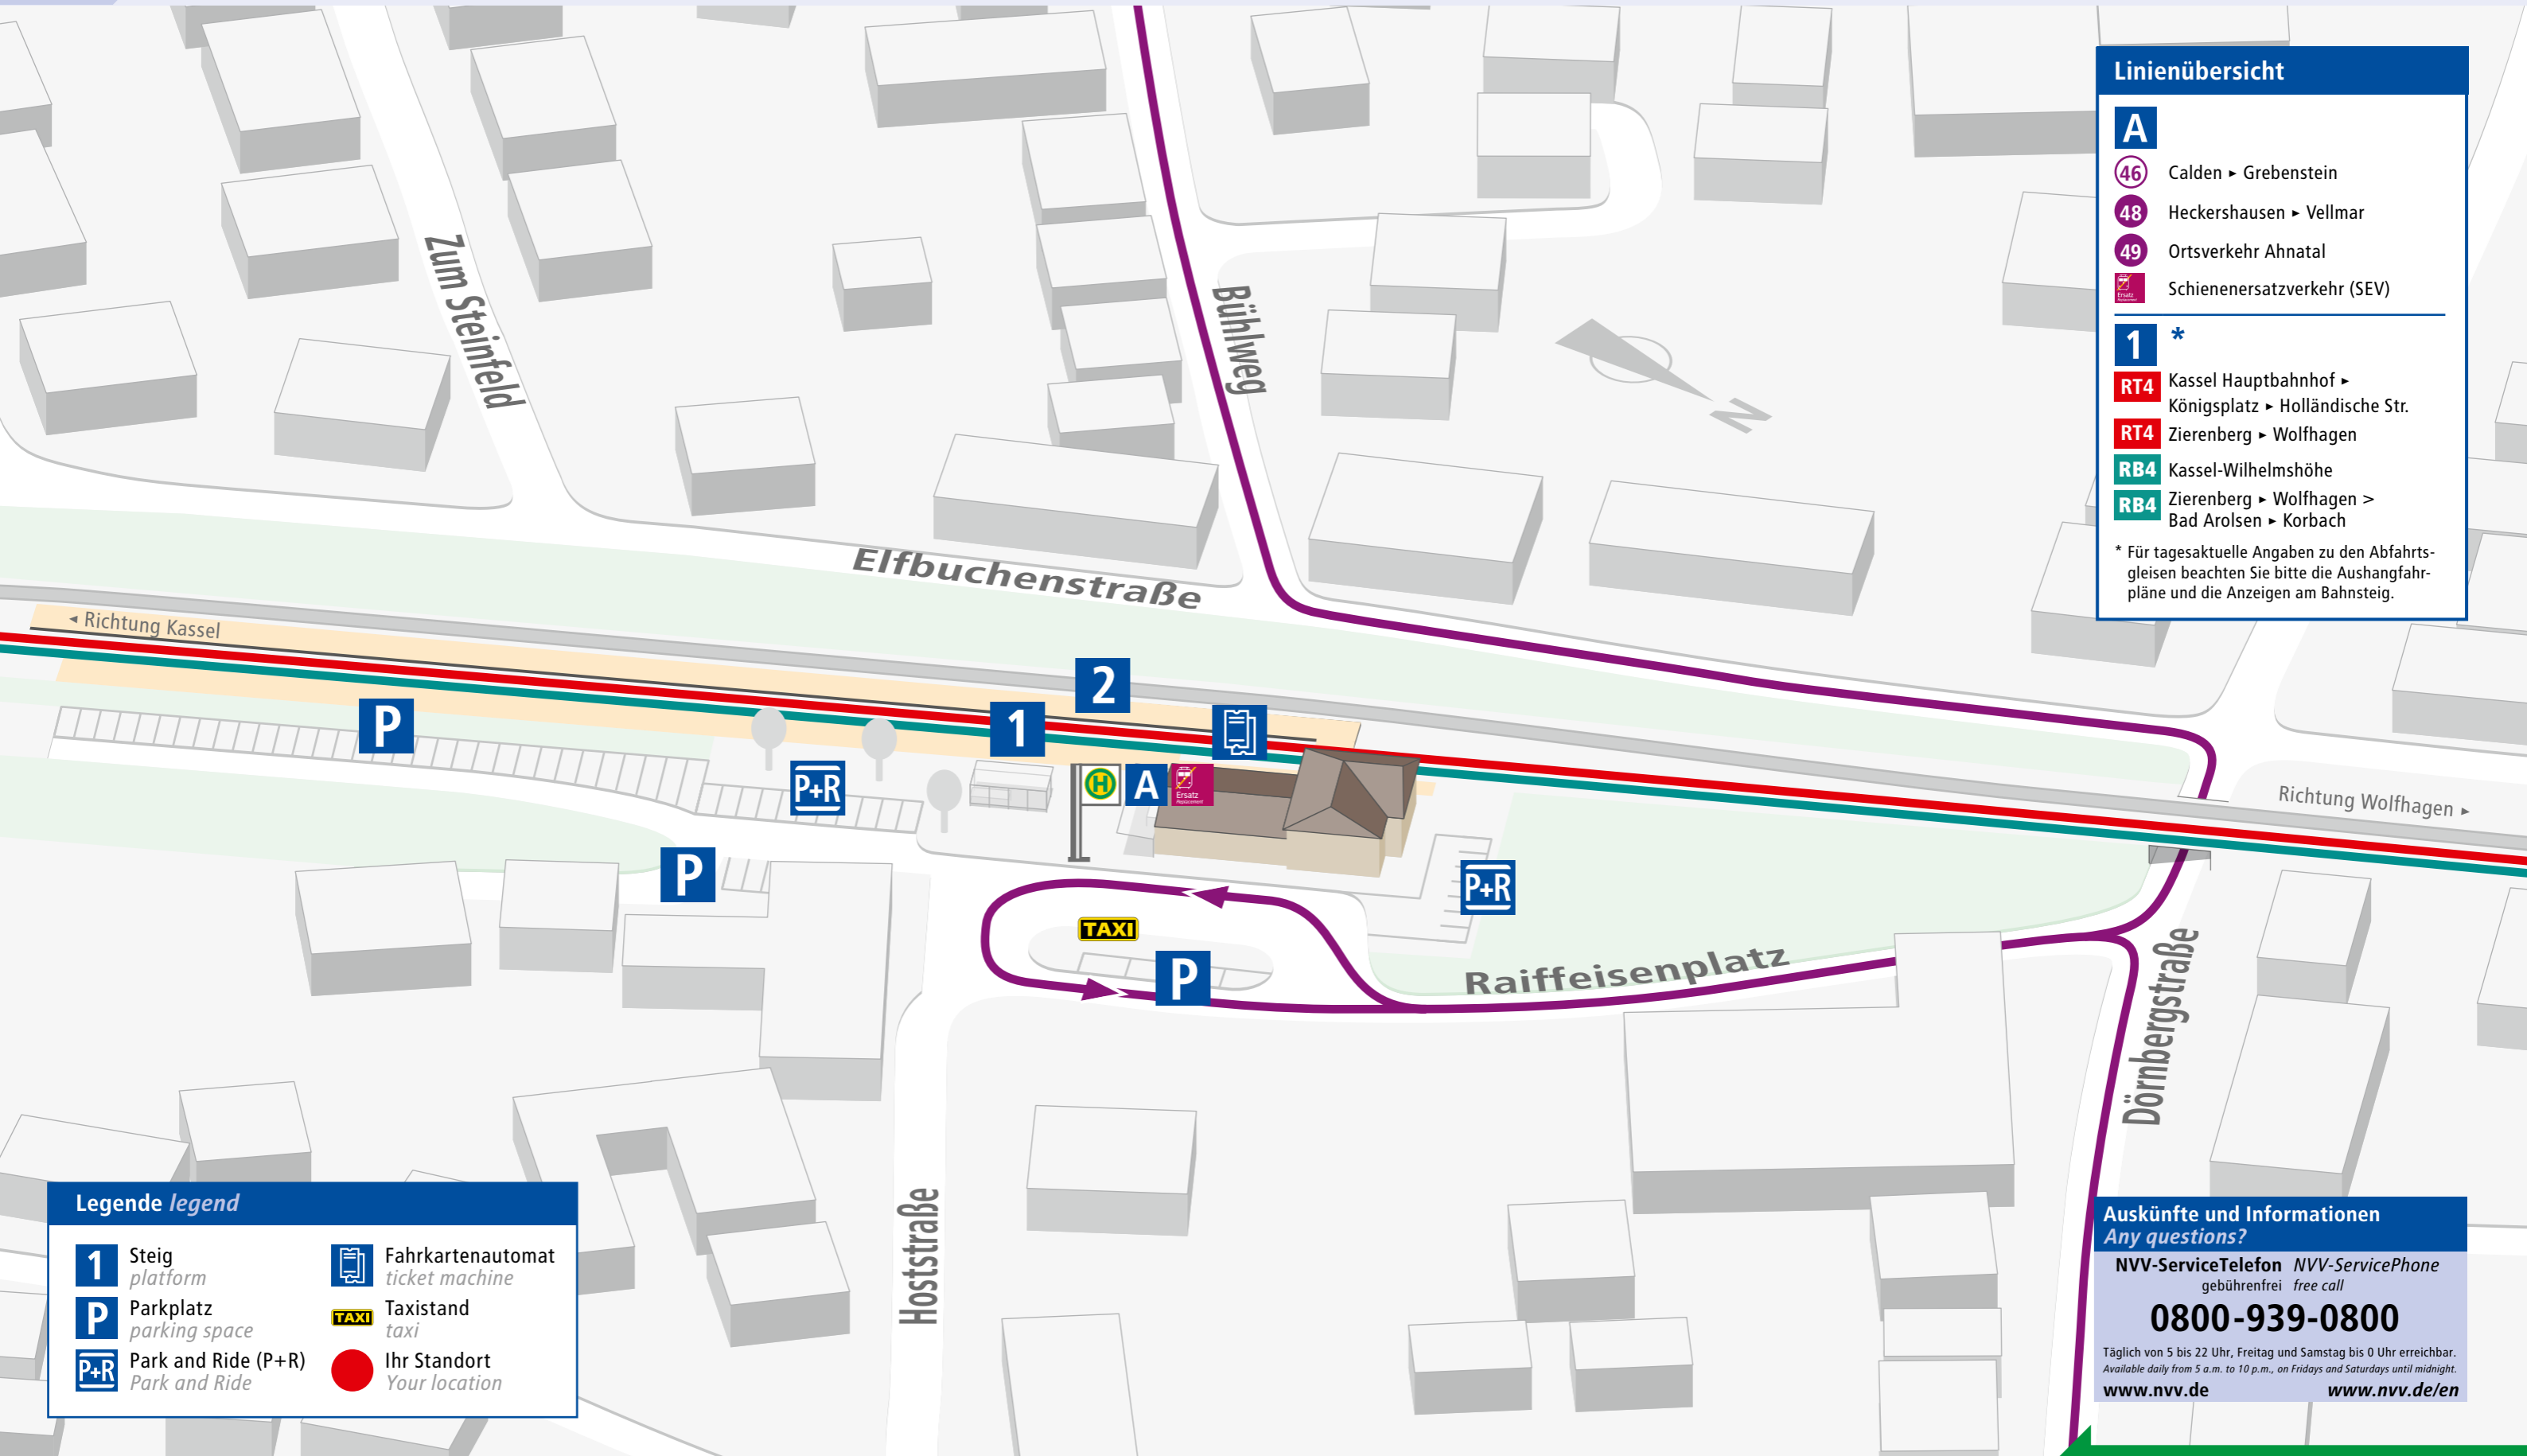 Linienübersicht
A
46 Calden ▸ Grebenstein
48 Heckershausen ▸ Vellmar
49 Ortsverkehr Ahnatal
Ersatz
Replacement
Schienenersatzverkehr (SEV)
1 *
RT4 Kassel Hauptbahnhof ▸
Königsplatz ▸ Holländische Str.
RT4 Zierenberg ▸ Wolfhagen
RB4 Kassel-Wilhelmshöhe
RB4 Zierenberg ▸ Wolfhagen >
Bad Arolsen ▸ Korbach
* Für tagesaktuelle Angaben zu den Abfahrts-
gleisen beachten Sie bitte die Aushangfahr-
pläne und die Anzeigen am Bahnsteig.
Zum Steinfeld
Bühlweg
N
Elfbuchenstraße
◂ Richtung Kassel
2
1
P
P+R
H
A
Ersatz
Replacement
Richtung Wolfhagen ▸
P
P+R
TAXI
P
Raiffeisenplatz
Dörnbergstraße
Hoststraße
Legende legend
1 Steig
platform
P Parkplatz
parking space
P+R Park and Ride (P+R)
Park and Ride
Fahrkartenautomat
ticket machine
TAXI Taxistand
taxi
Ihr Standort
Your location
Auskünfte und Informationen
Any questions?
NVV-ServiceTelefon NVV-ServicePhone
gebührenfrei free call
0800-939-0800
Täglich von 5 bis 22 Uhr, Freitag und Samstag bis 0 Uhr erreichbar.
Available daily from 5 a.m. to 10 p.m., on Fridays and Saturdays until midnight.
www.nvv.de www.nvv.de/en